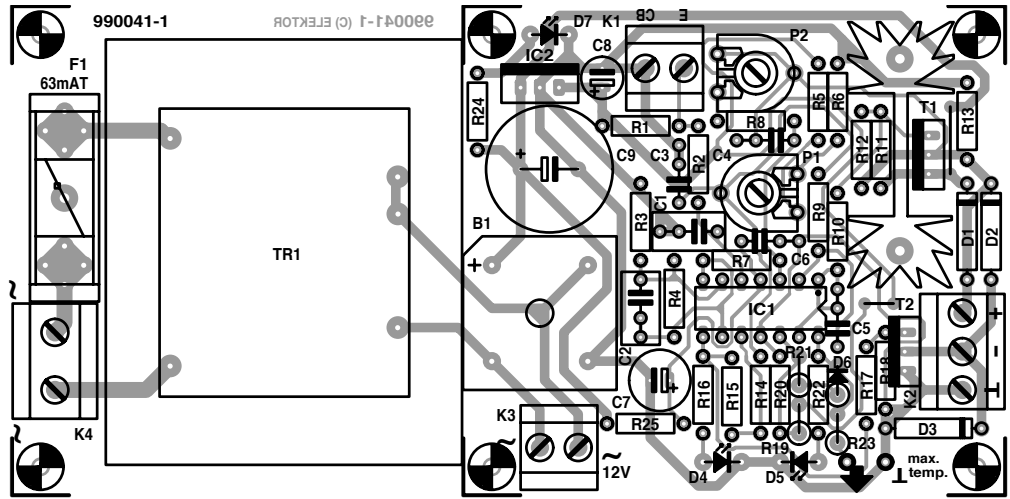 990041-1
990041-1 (C) ELEKTOR
D7
K1
CB
E
P2
F1
63mAT
IC2
C8
R24
R1
R5
R6
R8
T1
R13
R12
R11
C9
C3
R2
C4
P1
B1
R3
C1
R9
R10
D1
D2
TR1
+
R7
C6
~
R4
IC1
T2
+
C5
-
C2
R21
D6
R18
C7
R16
R15
R14
R20
R22
R17
K2
⊥
K4
K3
R25
D3
~
~
~
12V
R19
R23
D4
D5
⊥
max.
temp.